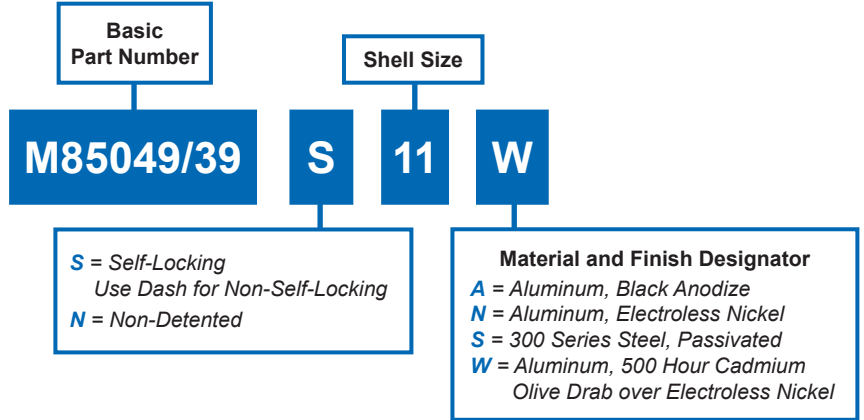 Basic
Part Number
Shell Size
M85049/39
S
11
W
S = Self-Locking
Use Dash for Non-Self-Locking
N = Non-Detented
Material and Finish Designator
A = Aluminum, Black Anodize
N = Aluminum, Electroless Nickel
S = 300 Series Steel, Passivated
W = Aluminum, 500 Hour Cadmium
Olive Drab over Electroless Nickel